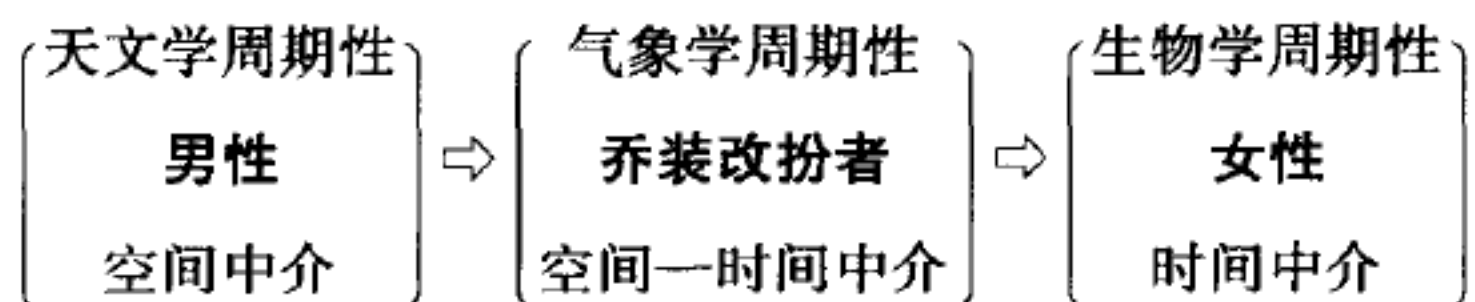 天文学周期性 ⇨ 气象学周期性 ⇨ 生物学周期性
男性 乔装改扮者 女性
空间中介 空间—时间中介 时间中介